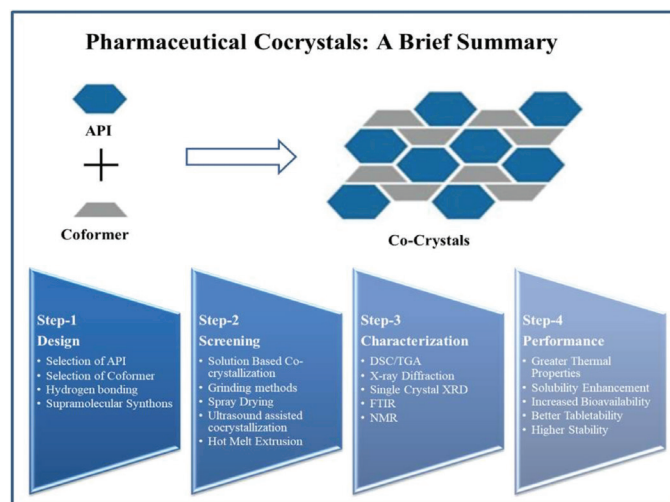 Pharmaceutical Cocrystals: A Brief Summary
API
Coformer
Co-Crystals
Step-1
Design
• Selection of API
• Selection of Coformer
• Hydrogen bonding
• Supramolecular Synthons
Step-2
Screening
• Solution Based Co-
crystallization
• Grinding methods
• Spray Drying
• Ultrasound assisted
cocrystallization
• Hot Melt Extrusion
Step-3
Characterization
• DSC/TGA
• X-ray Diffraction
• Single Crystal XRD
• FTIR
• NMR
Step-4
Performance
• Greater Thermal
Properties
• Solubility Enhancement
• Increased Bioavailability
• Better Tabletability
• Higher Stability